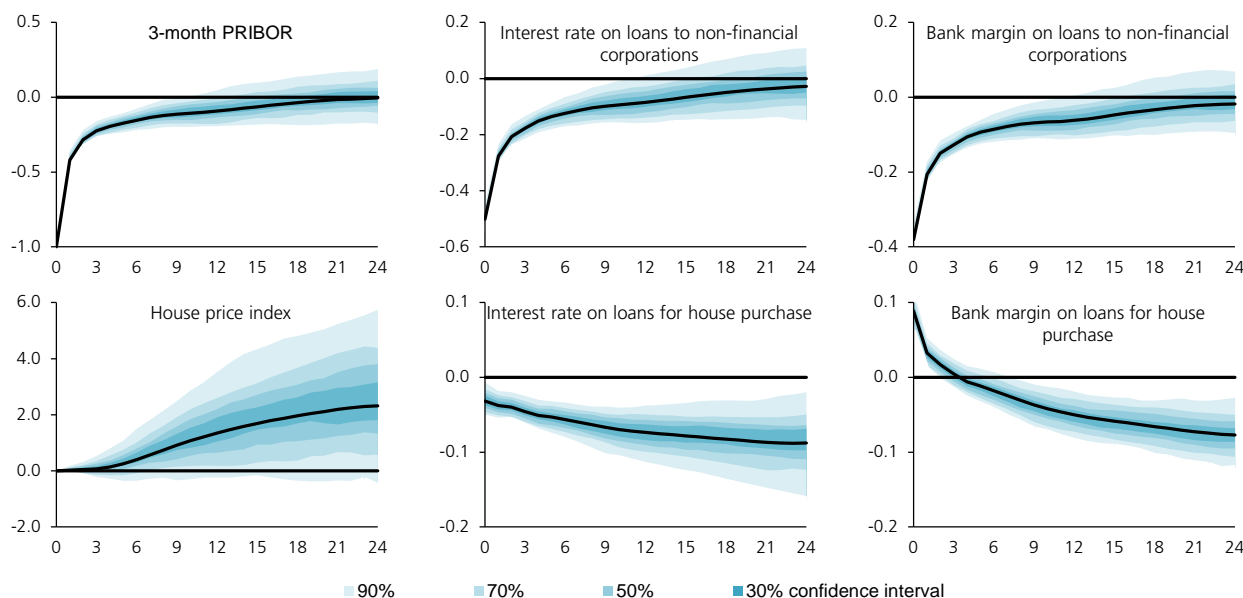 3-month PRIBOR
0.5
0.0
-0.5
-1.0
0 3 6 9 12 15 18 21 24
Interest rate on loans to non-financial
corporations
0.2
0.0
-0.2
-0.4
-0.6
0 3 6 9 12 15 18 21 24
Bank margin on loans to non-financial
corporations
0.2
0.0
-0.2
-0.4
0 3 6 9 12 15 18 21 24
House price index
6.0
4.0
2.0
0.0
-2.0
0 3 6 9 12 15 18 21 24
Interest rate on loans for house purchase
0.1
0.0
-0.1
-0.2
0 3 6 9 12 15 18 21 24
Bank margin on loans for house
purchase
0.1
0.0
-0.1
-0.2
0 3 6 9 12 15 18 21 24
90% 70% 50% 30% confidence interval